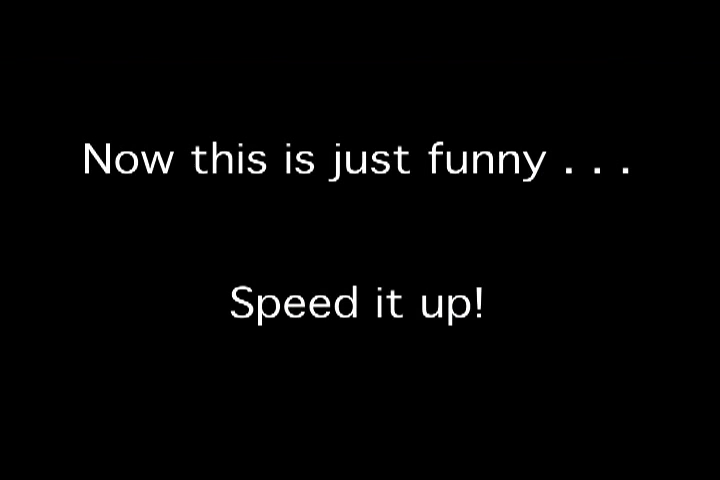 Now this is just funny . . .
Speed it up!